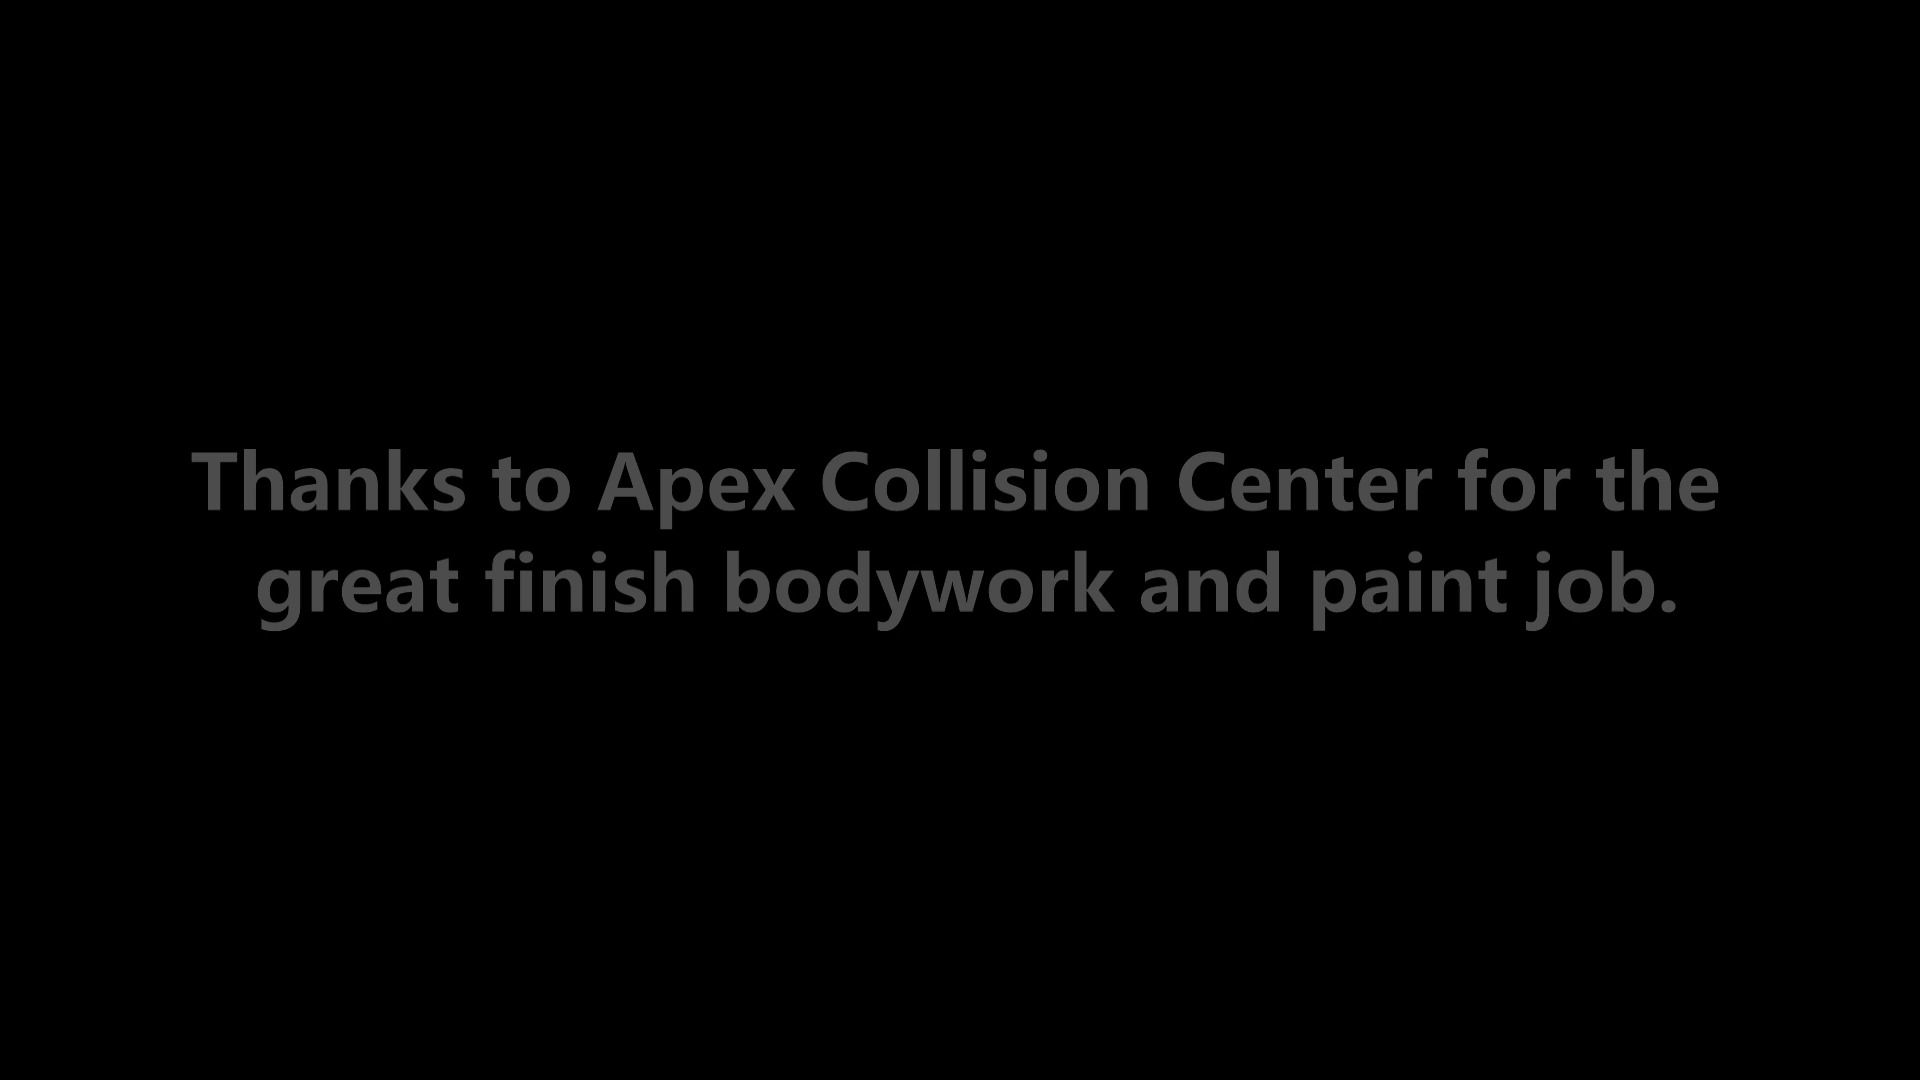 Thanks to Apex Collision Center for the
great finish bodywork and paint job.